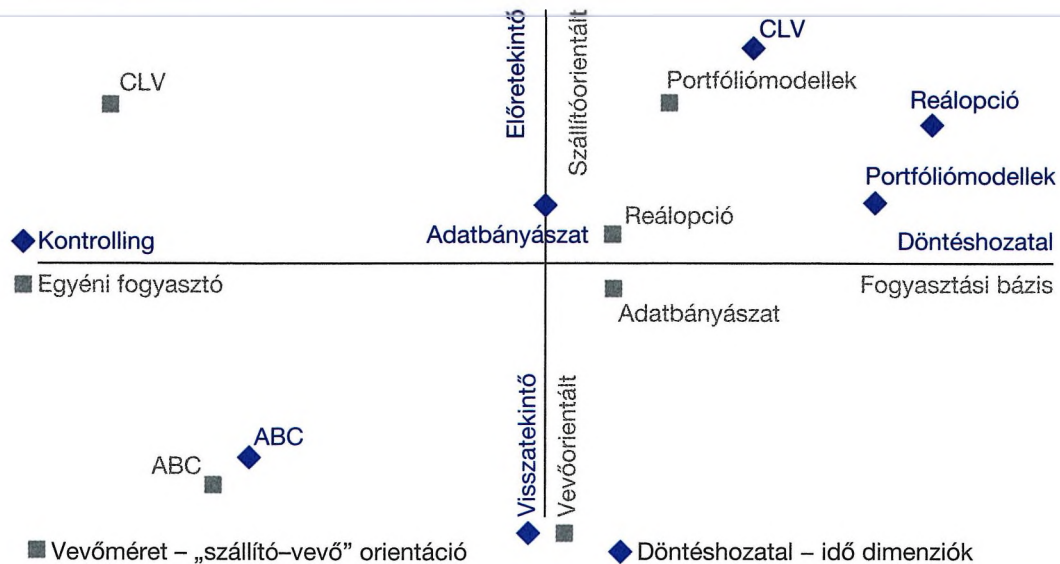 CLV
Előretekintő
Szállítóorientált
CLV
Portfóliómodellek
Reálopció
Portfóliómodellek
Adatbányászat
Reálopció
Kontrolling
Döntéshozatal
Egyéni fogyasztó
Fogyasztási bázis
Adatbányászat
ABC
ABC
Visszatekintő
Vevőorientált
Vevőméret – „szállító–vevő” orientáció
Döntéshozatal – idő dimenziók